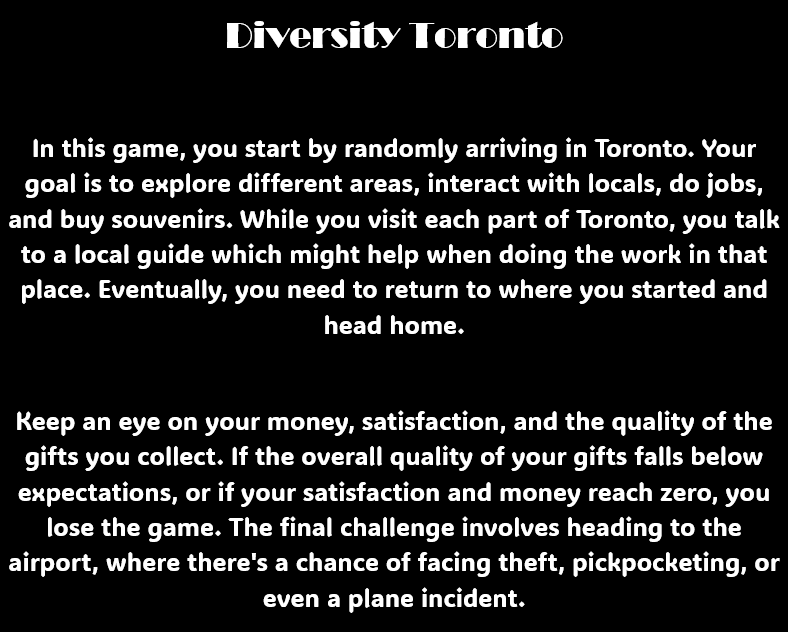 Diversity Toronto
In this game, you start by randomly arriving in Toronto. Your
goal is to explore different areas, interact with locals, do jobs,
and buy souvenirs. While you visit each part of Toronto, you talk
to a local guide which might help when doing the work in that
place. Eventually, you need to return to where you started and
head home.
Keep an eye on your money, satisfaction, and the quality of the
gifts you collect. If the overall quality of your gifts falls below
expectations, or if your satisfaction and money reach zero, you
lose the game. The final challenge involves heading to the
airport, where there's a chance of facing theft, pickpocketing, or
even a plane incident.